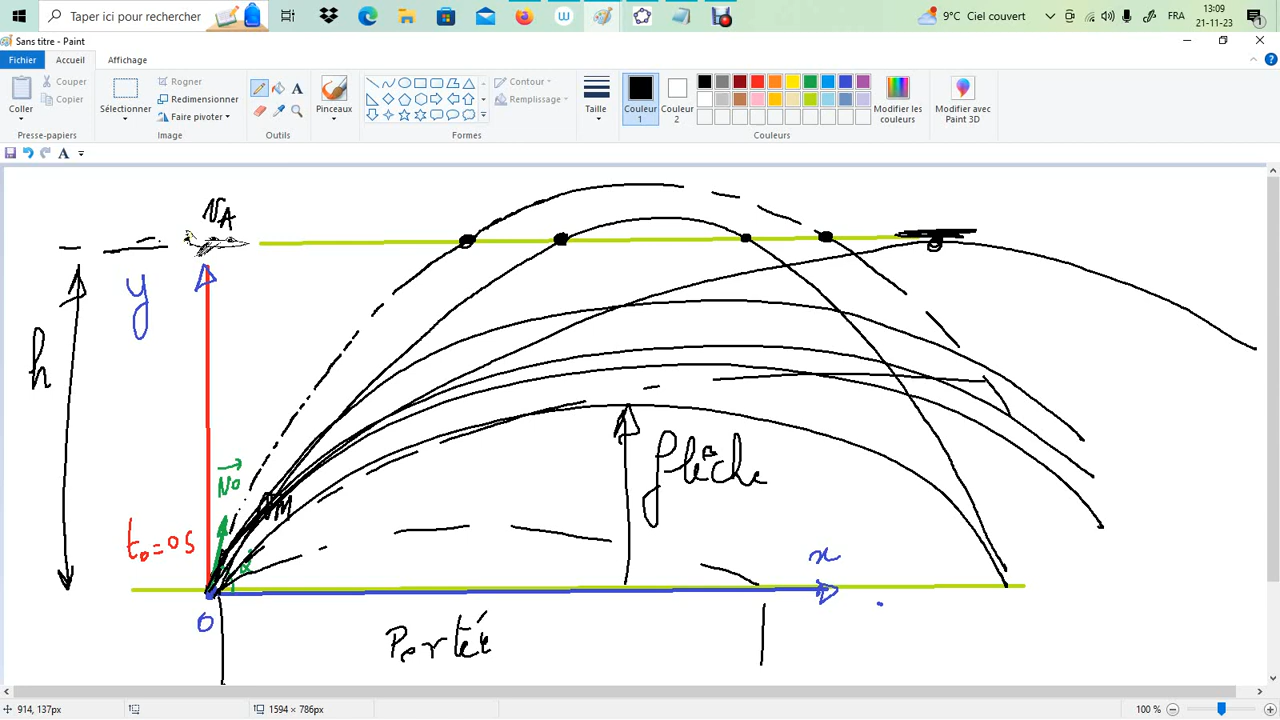 Taper ici pour rechercher
9°C Ciel couvert
FRA
13:09
21-11-23
1
Sans titre - Paint
Fichier Accueil Affichage
Coller
Couper
Copier
Presse-papiers
Sélectionner
Rogner
Redimensionner
Faire pivoter
Image
A
Outils
Pinceaux
Formes
Contour
Remplissage
Taille
Couleur 1
Couleur 2
Couleurs
Modifier les couleurs
Modifier avec Paint 3D
A
VA
y
h
V0
flèche
M
t0=0s
α
x
O
Portée
914, 137px
1594 × 786px
100 %